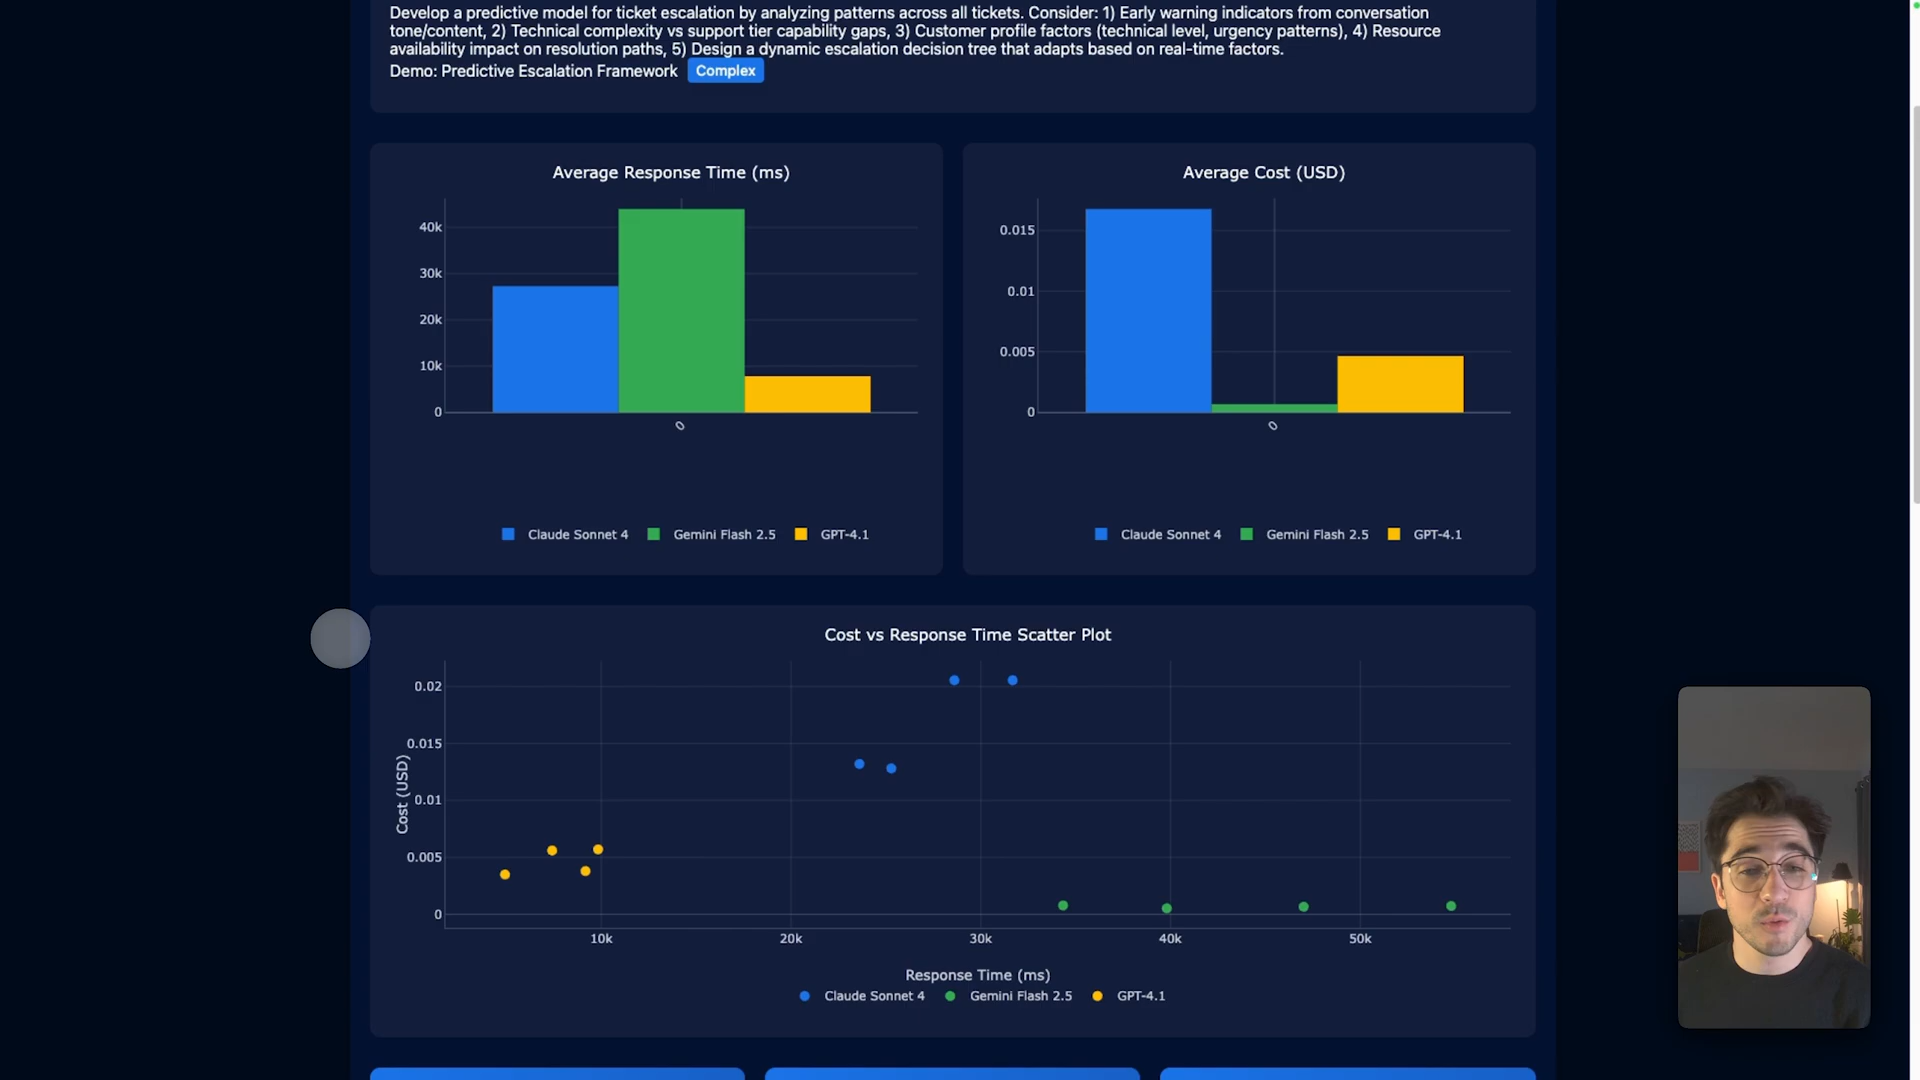 Develop a predictive model for ticket escalation by analyzing patterns across all tickets. Consider: 1) Early warning indicators from conversation
tone/content, 2) Technical complexity vs support tier capability gaps, 3) Customer profile factors (technical level, urgency patterns), 4) Resource
availability impact on resolution paths, 5) Design a dynamic escalation decision tree that adapts based on real-time factors.
Demo: Predictive Escalation Framework Complex
Average Response Time (ms)
40k
30k
20k
10k
0
0
Claude Sonnet 4 Gemini Flash 2.5 GPT-4.1
Average Cost (USD)
0.015
0.01
0.005
0
0
Claude Sonnet 4 Gemini Flash 2.5 GPT-4.1
Cost vs Response Time Scatter Plot
Cost (USD)
0.02
0.015
0.01
0.005
0
10k 20k 30k 40k 50k
Response Time (ms)
Claude Sonnet 4 Gemini Flash 2.5 GPT-4.1